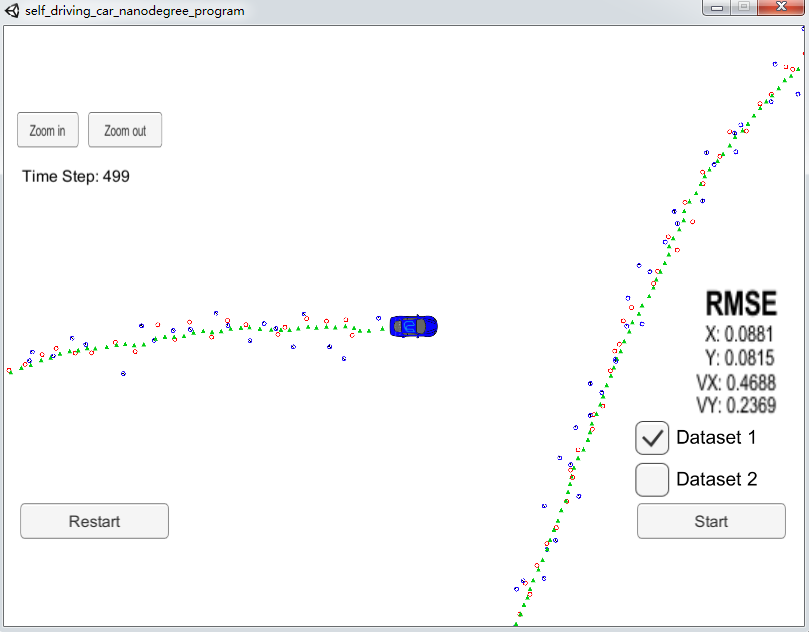 self_driving_car_nanodegree_program
Zoom in
Zoom out
Time Step: 499
RMSE
X: 0.0881
Y: 0.0815
VX: 0.4688
VY: 0.2369
Dataset 1
Dataset 2
Restart
Start